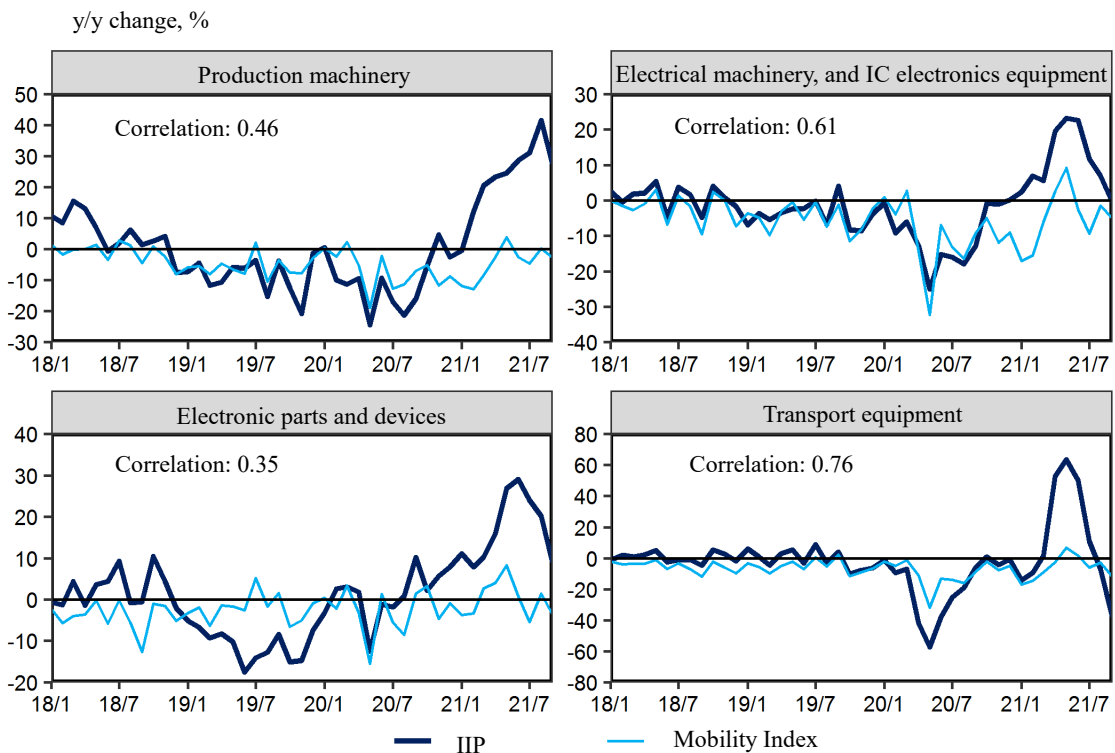 y/y change, %
Production machinery
Correlation: 0.46
50
40
30
20
10
0
-10
-20
-30
18/1 18/7 19/1 19/7 20/1 20/7 21/1 21/7
Electrical machinery, and IC electronics equipment
Correlation: 0.61
30
20
10
0
-10
-20
-30
-40
18/1 18/7 19/1 19/7 20/1 20/7 21/1 21/7
Electronic parts and devices
Correlation: 0.35
40
30
20
10
0
-10
-20
18/1 18/7 19/1 19/7 20/1 20/7 21/1 21/7
Transport equipment
Correlation: 0.76
80
60
40
20
0
-20
-40
-60
-80
18/1 18/7 19/1 19/7 20/1 20/7 21/1 21/7
IIP Mobility Index